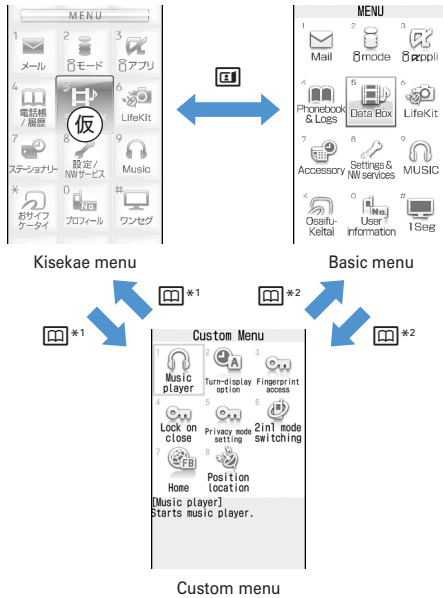 MENU
1 2 3
メール iモード iアプリ
4 5 6
電話帳
/履歴
仮
LifeKit
7 8 9
ステーショナリー
設定/
NWサービス
Music
* 0 #
おサイフ
ケータイ
No.
プロフィール
ワンセグ
Kisekae menu
MENU
1 2 3
Mail i mode i αppli
4 5 6
Phonebook
& Logs
Data Box
LifeKit
7 8 9
Accessory
Settings &
NW services
MUSIC
* 0 #
Osaifu-
Keitai
No.
User
information
1Seg
Basic menu
*1
*2
*1
*2
Custom Menu
1 2 3
Music
player
A
Turn-display
option
Fingerprint
access
4 5 6
Lock on
close
Privacy mode
setting
2in1 mode
switching
7 8
FB
Home
Position
location
[Music player]
Starts music player.
Custom menu